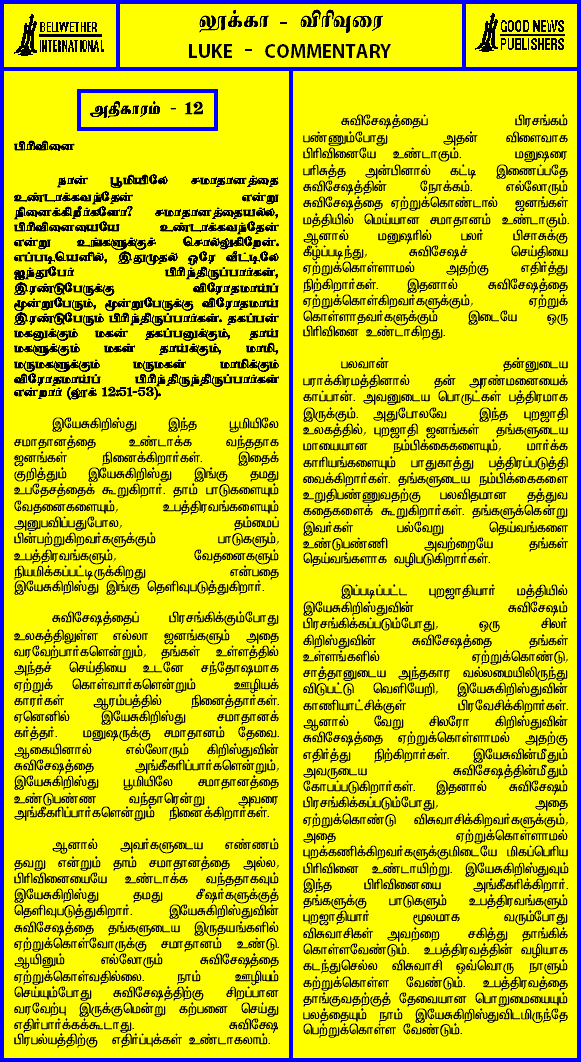 BELLWETHER
INTERNATIONAL
லூக்கா - விரிவுரை
LUKE - COMMENTARY
GOOD NEWS
PUBLISHERS
அதிகாரம் - 12
பிரிவினை
நான் பூமியிலே சமாதானத்தை
உண்டாக்கவந்தேன் என்று
நினைக்கிறீர்களோ? சமாதானத்தையல்ல,
பிரிவினையையே உண்டாக்கவந்தேன்
என்று உங்களுக்குச் சொல்லுகிறேன்.
எப்படியெனில், இதுமுதல் ஒரே வீட்டிலே
ஐந்துபேர் பிரிந்திருப்பார்கள்,
இரண்டுபேருக்கு விரோதமாய்ப்
மூன்றுபேரும், மூன்றுபேருக்கு விரோதமாய்
இரண்டுபேரும் பிரிந்திருப்பார்கள். தகப்பன்
மகனுக்கும் மகன் தகப்பனுக்கும், தாய்
மகளுக்கும் மகள் தாய்க்கும், மாமி,
மருமகளுக்கும் மருமகள் மாமிக்கும்
விரோதமாய்ப் பிரிந்திருந்திருப்பார்கள்
என்றார் (லூக் 12:51-53).
இயேசுகிறிஸ்து இந்த பூமியிலே
சமாதானத்தை உண்டாக்க வந்ததாக
ஜனங்கள் நினைக்கிறார்கள். இதைக்
குறித்தும் இயேசுகிறிஸ்து இங்கு தமது
உபதேசத்தைக் கூறுகிறார். தாம் பாடுகளையும்
வேதனைகளையும், உபத்திரவங்களையும்
அனுபவிப்பதுபோல, தம்மைப்
பின்பற்றுகிறவர்களுக்கும் பாடுகளும்,
உபத்திரவங்களும், வேதனைகளும்
நியமிக்கப்பட்டிருக்கிறது என்பதை
இயேசுகிறிஸ்து இங்கு தெளிவுபடுத்துகிறார்.
சுவிசேஷத்தைப் பிரசங்கிக்கும்போது
உலகத்திலுள்ள எல்லா ஜனங்களும் அதை
வரவேற்பார்களென்றும், தங்கள் உள்ளத்தில்
அந்தச் செய்தியை உடனே சந்தோஷமாக
ஏற்றுக் கொள்வார்களென்றும் ஊழியக்
காரர்கள் ஆரம்பத்தில் நினைத்தார்கள்.
ஏனெனில் இயேசுகிறிஸ்து சமாதானக்
கர்த்தர். மனுஷருக்கு சமாதானம் தேவை.
ஆகையினால் எல்லோரும் கிறிஸ்துவின்
சுவிசேஷத்தை அங்கீகரிப்பார்களென்றும்,
இயேசுகிறிஸ்து பூமியிலே சமாதானத்தை
உண்டுபண்ண வந்தாரென்று அவரை
அங்கீகரிப்பார்களென்றும் நினைக்கிறார்கள்.
ஆனால் அவர்களுடைய எண்ணம்
தவறு என்றும் தாம் சமாதானத்தை அல்ல,
பிரிவினையையே உண்டாக்க வந்ததாகவும்
இயேசுகிறிஸ்து தமது சீஷர்களுக்குத்
தெளிவுபடுத்துகிறார். இயேசுகிறிஸ்துவின்
சுவிசேஷத்தை தங்களுடைய இருதயங்களில்
ஏற்றுக்கொள்வோருக்கு சமாதானம் உண்டு.
ஆயினும் எல்லோரும் சுவிசேஷத்தை
ஏற்றுக்கொள்வதில்லை. நாம் ஊழியம்
செய்யும்போது சுவிசேஷத்திற்கு சிறப்பான
வரவேற்பு இருக்குமென்று கற்பனை செய்து
எதிர்பார்க்கக்கூடாது. சுவிசேஷ
பிரபல்யத்திற்கு எதிர்ப்புக்கள் உண்டாகலாம்.
சுவிசேஷத்தைப் பிரசங்கம்
பண்ணும்போது அதன் விளைவாக
பிரிவினையே உண்டாகும். மனுஷரை
பரிசுத்த அன்பினால் கட்டி இணைப்பதே
சுவிசேஷத்தின் நோக்கம். எல்லோரும்
சுவிசேஷத்தை ஏற்றுக்கொண்டால் ஜனங்கள்
மத்தியில் மெய்யான சமாதானம் உண்டாகும்.
ஆனால் மனுஷரில் பலர் பிசாசுக்கு
கீழ்ப்படிந்து, சுவிசேஷச் செய்தியை
ஏற்றுக்கொள்ளாமல் அதற்கு எதிர்த்து
நிற்கிறார்கள். இதனால் சுவிசேஷத்தை
ஏற்றுக்கொள்கிறவர்களுக்கும், ஏற்றுக்
கொள்ளாதவர்களுக்கும் இடையே ஒரு
பிரிவினை உண்டாகிறது.
பலவான் தன்னுடைய
பராக்கிரமத்தினால் தன் அரண்மனையைக்
காப்பான். அவனுடைய பொருட்கள் பத்திரமாக
இருக்கும். அதுபோலவே இந்த புறஜாதி
உலகத்தில், புறஜாதி ஜனங்கள் தங்களுடைய
மாயையான நம்பிக்கைகளையும், மார்க்க
காரியங்களையும் பாதுகாத்து பத்திரப்படுத்தி
வைக்கிறார்கள். தங்களுடைய நம்பிக்கைகளை
உறுதிபண்ணுவதற்கு பலவிதமான தத்துவ
கதைகளைக் கூறுகிறார்கள். தங்களுக்கென்று
இவர்கள் பல்வேறு தெய்வங்களை
உண்டுபண்ணி அவற்றையே தங்கள்
தெய்வங்களாக வழிபடுகிறார்கள்.
இப்படிப்பட்ட புறஜாதியார் மத்தியில்
இயேசுகிறிஸ்துவின் சுவிசேஷம்
பிரசங்கிக்கப்படும்போது, ஒரு சிலர்
கிறிஸ்துவின் சுவிசேஷத்தை தங்கள்
உள்ளங்களில் ஏற்றுக்கொண்டு,
சாத்தானுடைய அந்தகார வல்லமையிலிருந்து
விடுபட்டு வெளியேறி, இயேசுகிறிஸ்துவின்
காணியாட்சிக்குள் பிரவேசிக்கிறார்கள்.
ஆனால் வேறு சிலரோ கிறிஸ்துவின்
சுவிசேஷத்தை ஏற்றுக்கொள்ளாமல் அதற்கு
எதிர்த்து நிற்கிறார்கள். இயேசுவின்மீதும்
அவருடைய சுவிசேஷத்தின்மீதும்
கோபப்படுகிறார்கள். இதனால் சுவிசேஷம்
பிரசங்கிக்கப்படும்போது, அதை
ஏற்றுக்கொண்டு விசுவாசிக்கிறவர்களுக்கும்,
அதை ஏற்றுக்கொள்ளாமல்
புறக்கணிக்கிறவர்களுக்குமிடையே மிகப்பெரிய
பிரிவினை உண்டாயிற்று. இயேசுகிறிஸ்துவும்
இந்த பிரிவினையை அங்கீகரிக்கிறார்.
தங்களுக்கு பாடுகளும் உபத்திரவங்களும்
புறஜாதியார் மூலமாக வரும்போது
விசுவாசிகள் அவற்றை சகித்து தாங்கிக்
கொள்ளவேண்டும். உபத்திரவத்தின் வழியாக
கடந்துசெல்ல விசுவாசி ஒவ்வொரு நாளும்
கற்றுக்கொள்ள வேண்டும். உபத்திரவத்தை
தாங்குவதற்குத் தேவையான பொறுமையையும்
பலத்தையும் நாம் இயேசுகிறிஸ்துவிடமிருந்தே
பெற்றுக்கொள்ள வேண்டும்.